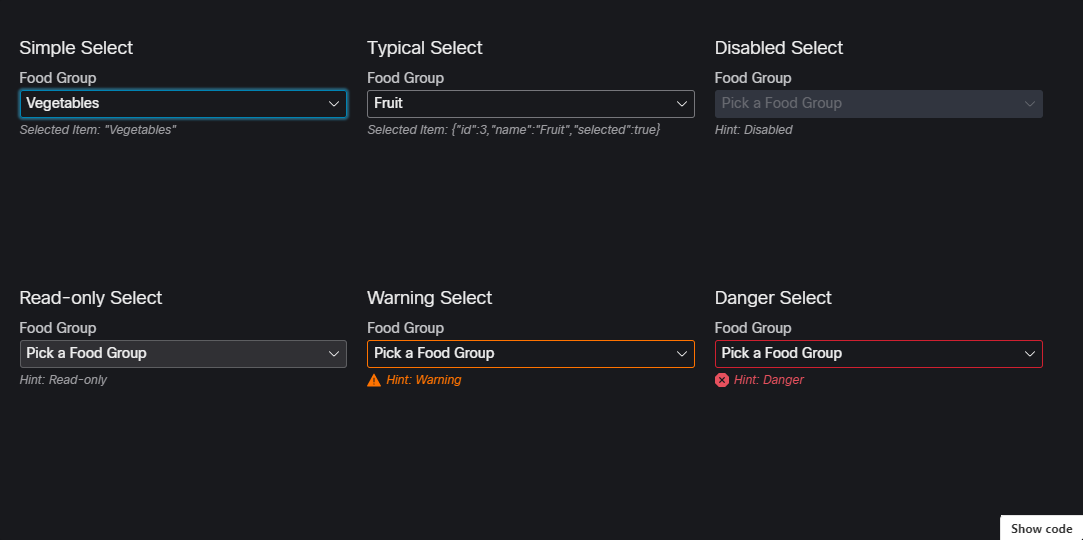 Simple Select
Typical Select
Disabled Select
Food Group
Food Group
Food Group
Vegetables
Fruit
Pick a Food Group
Selected Item: "Vegetables"
Selected Item: {"id":3,"name":"Fruit","selected":true}
Hint: Disabled
Read-only Select
Warning Select
Danger Select
Food Group
Food Group
Food Group
Pick a Food Group
Pick a Food Group
Pick a Food Group
Hint: Read-only
Hint: Warning
Hint: Danger
Show code